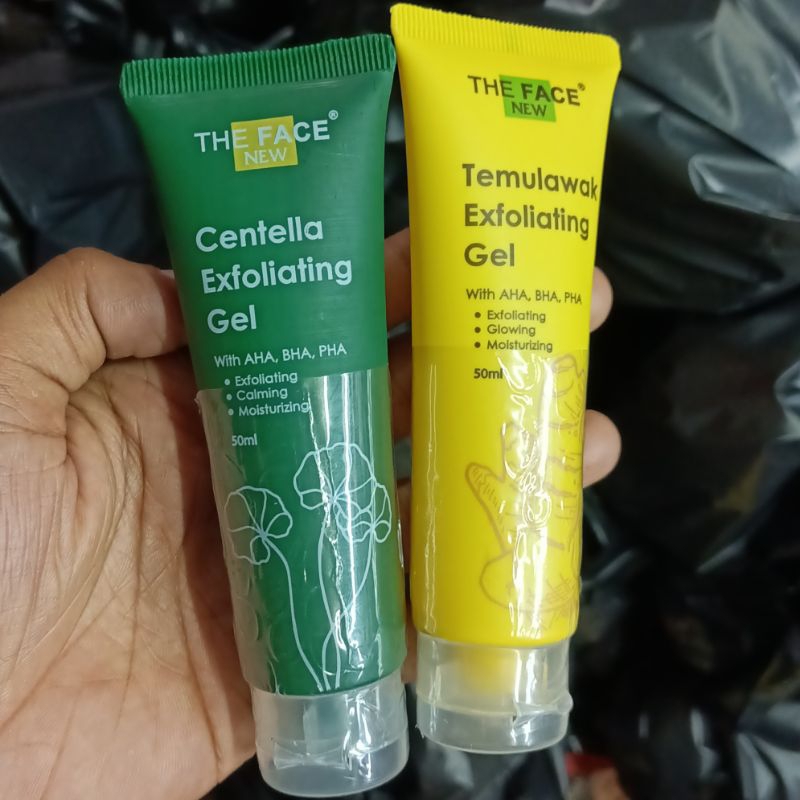 THE FACE®
NEW
Centella
Exfoliating
Gel
With AHA, BHA, PHA
• Exfoliating
• Calming
• Moisturizing
50ml
THE FACE®
NEW
Temulawak
Exfoliating
Gel
With AHA, BHA, PHA
• Exfoliating
• Glowing
• Moisturizing
50ml